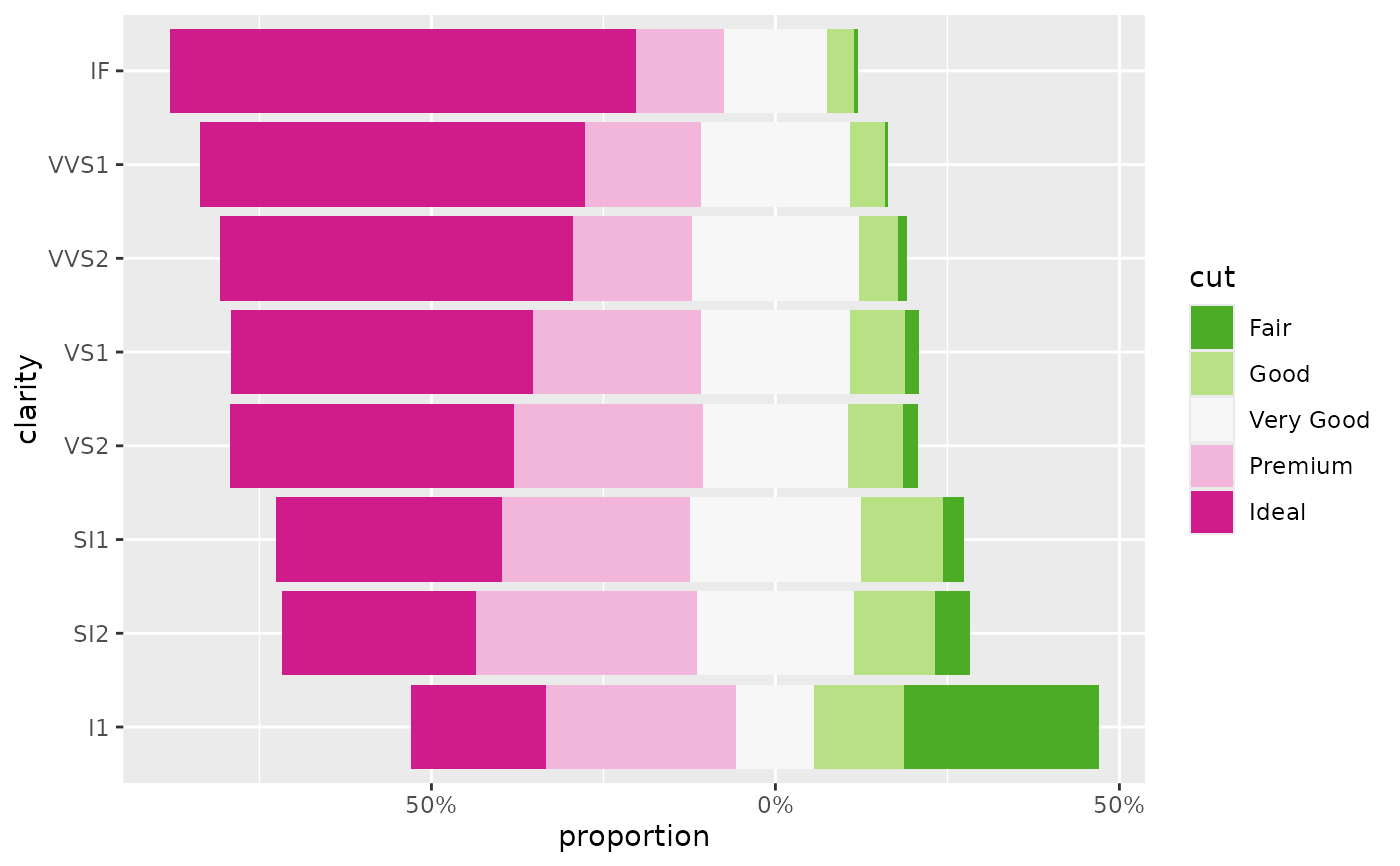 clarity
IF
VVS1
VVS2
VS1
VS2
SI1
SI2
I1
50%
0%
50%
proportion
cut
Fair
Good
Very Good
Premium
Ideal